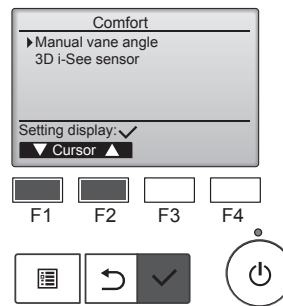 Comfort
Manual vane angle
3D i-See sensor
Setting display:✓
▼ Cursor ▲
F1 F2 F3 F4